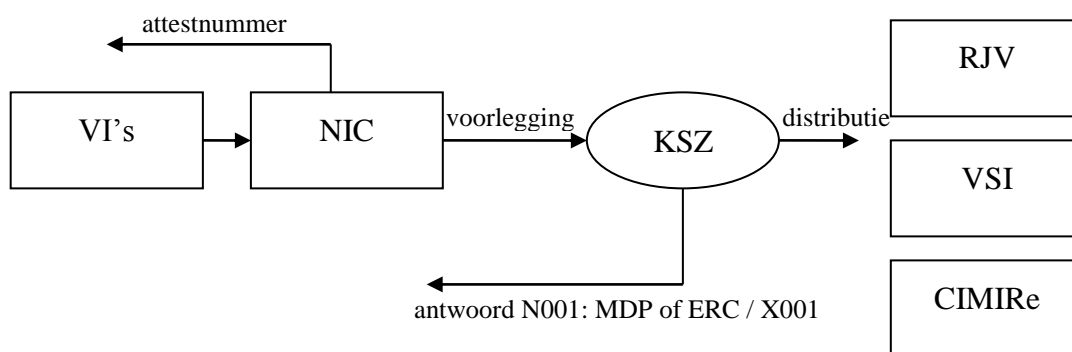 attestnummer
RJV
VI's
NIC
voorlegging
KSZ
distributie
VSI
antwoord N001: MDP of ERC / X001
CIMIRe